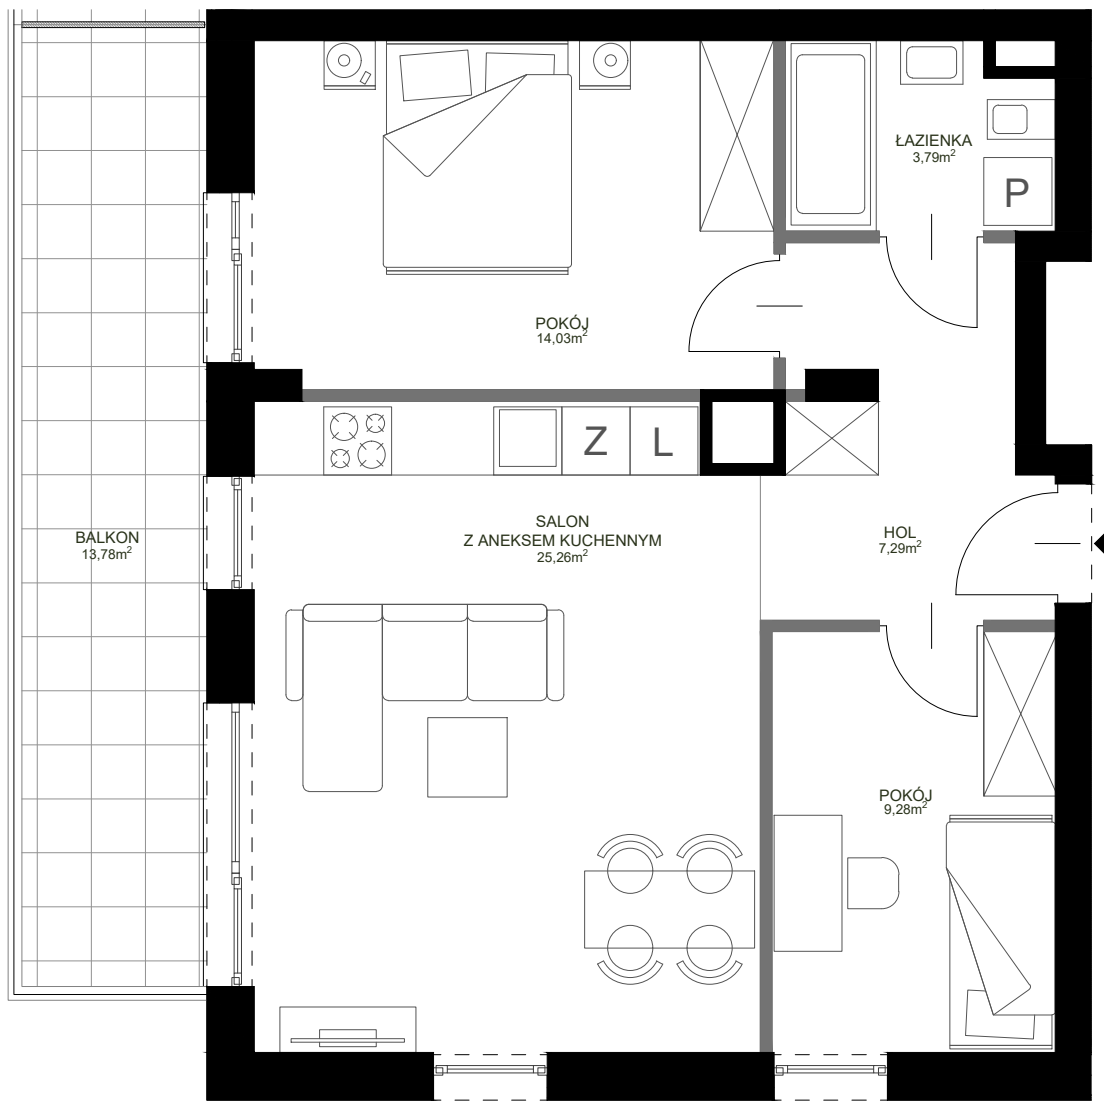 ŁAZIENKA
3,79m²
P
POKÓJ
14,03m²
Z
L
SALON
Z ANEKSEM KUCHENNYM
25,26m²
HOL
7,29m²
BALKON
13,78m²
POKÓJ
9,28m²